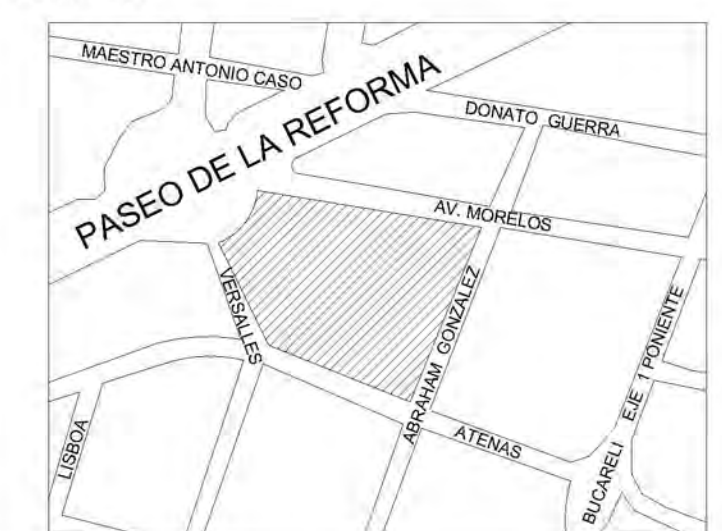 MAESTRO ANTONIO CASO
PASEO DE LA REFORMA
DONATO GUERRA
AV. MORELOS
VERSALLES
ABRAHAM GONZALEZ
EJE 1 PONIENTE
BUCARELI
ATENAS
LISBOA